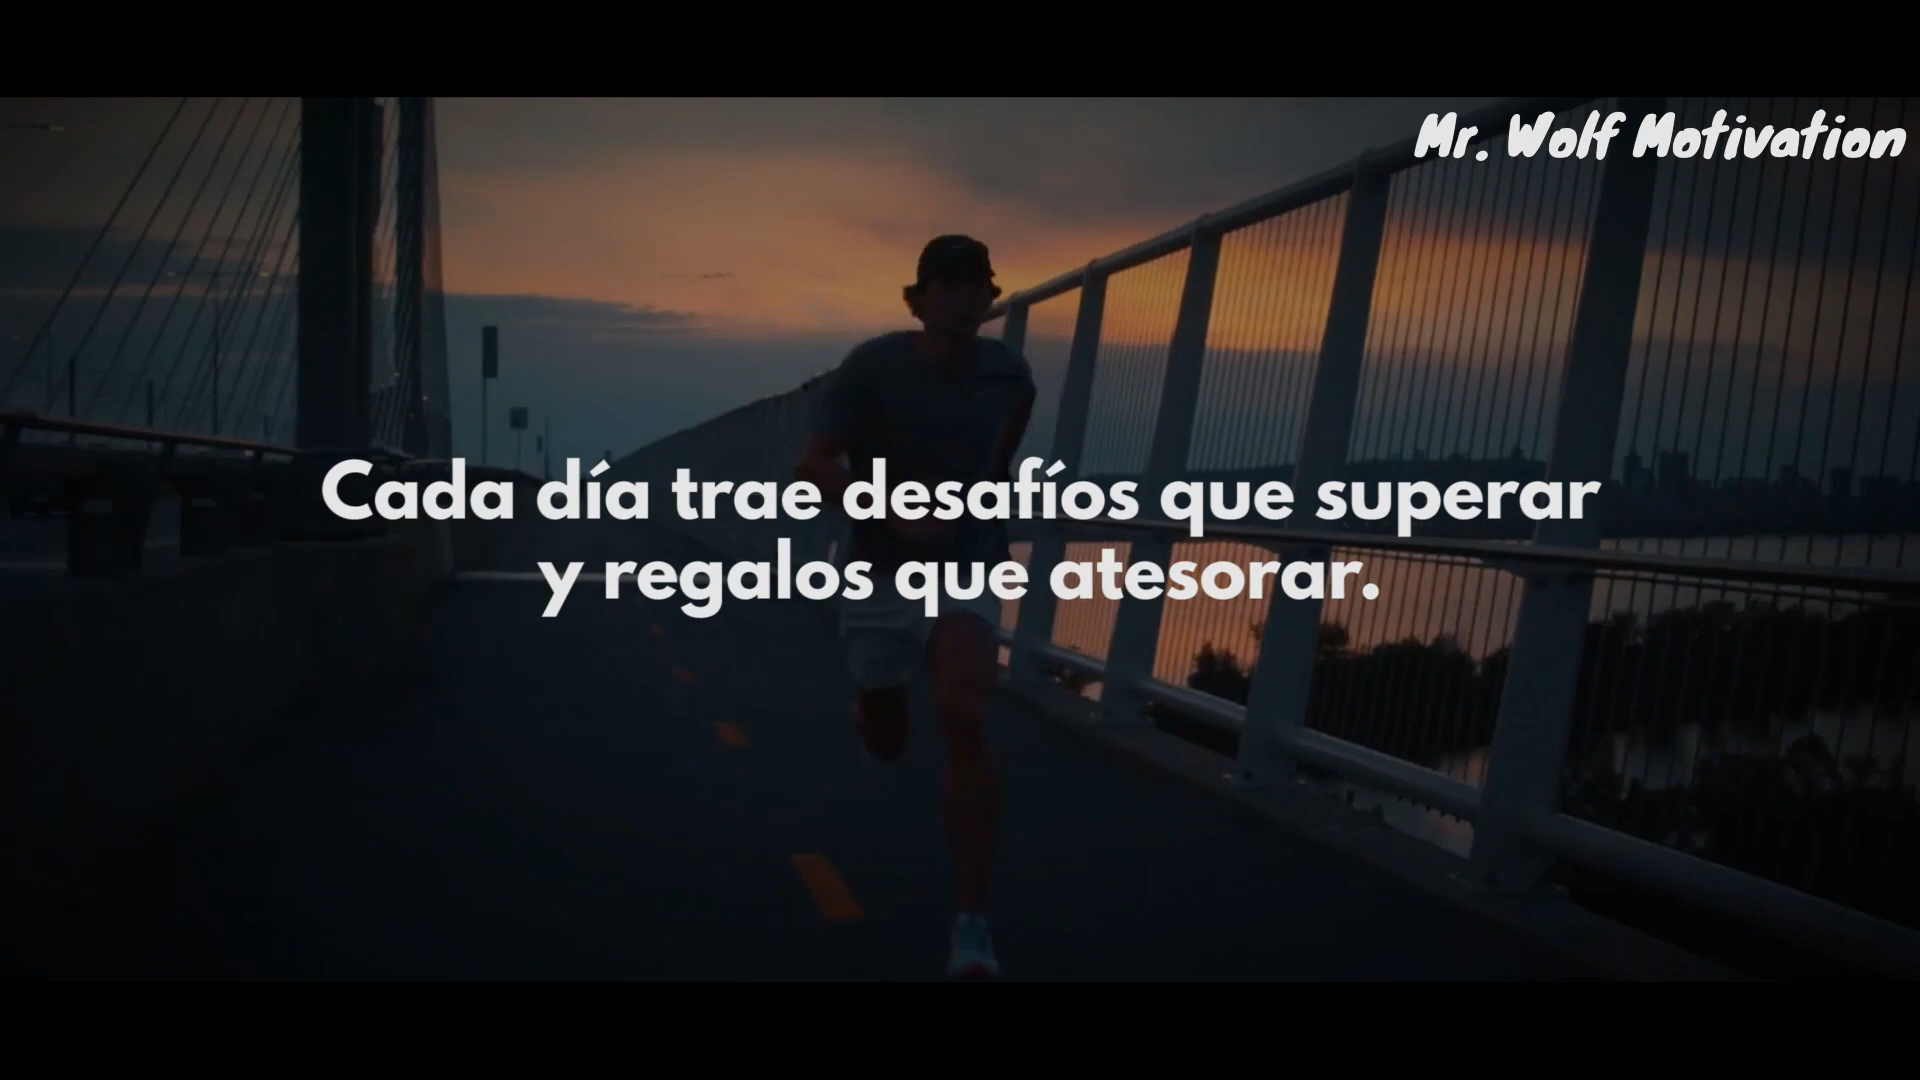 Mr. Wolf Motivation
Cada día trae desafíos que superar
y regalos que atesorar.